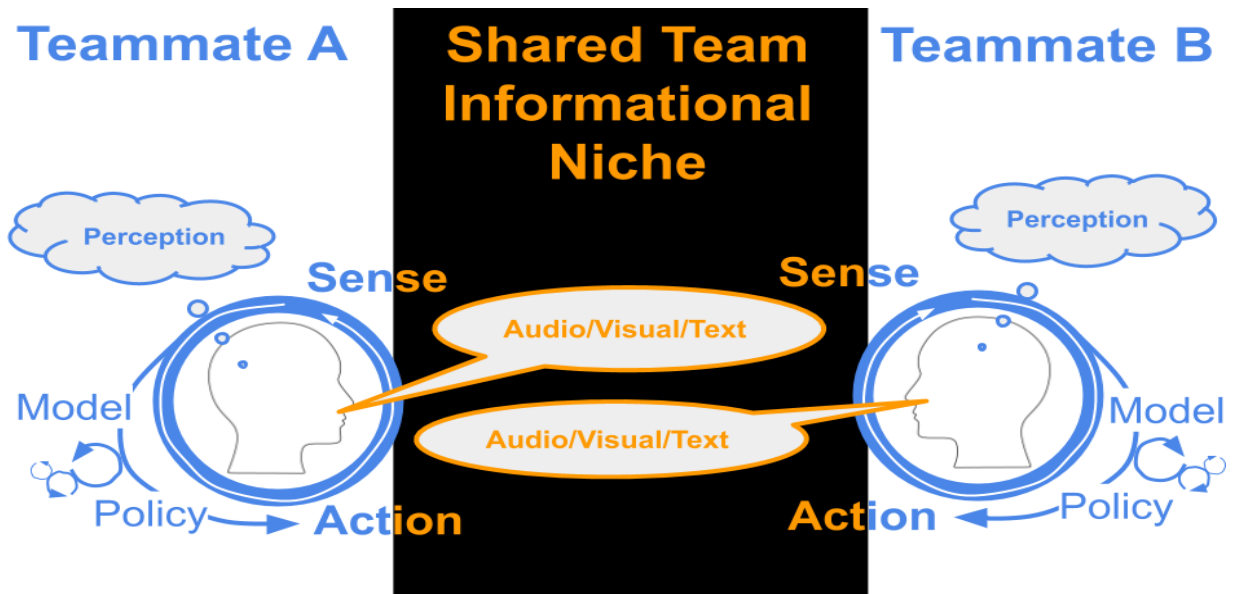 Teammate A
Shared Team
Informational
Niche
Teammate B
Perception
Perception
Sense
Sense
Audio/Visual/Text
Audio/Visual/Text
Model
Model
Policy
Policy
Action
Action